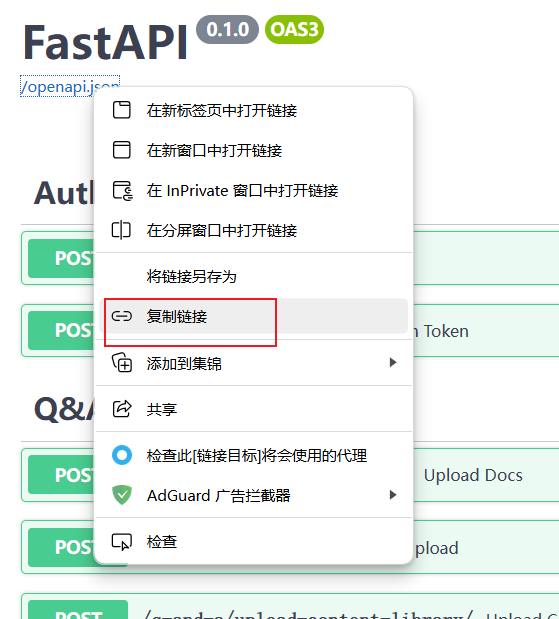 FastAPI 0.1.0 OAS3
/openapi.json
在新标签页中打开链接
在新窗口中打开链接
在 InPrivate 窗口中打开链接
Auth
在分屏窗口中打开链接
POST
将链接另存为
复制链接
POST
Token
添加到集锦
Q&A
共享
检查此[链接目标]将会使用的代理
POST
Upload Docs
AdGuard 广告拦截器
检查
POST
pload
POST /q-and-a/upload-content-library/ Upload C